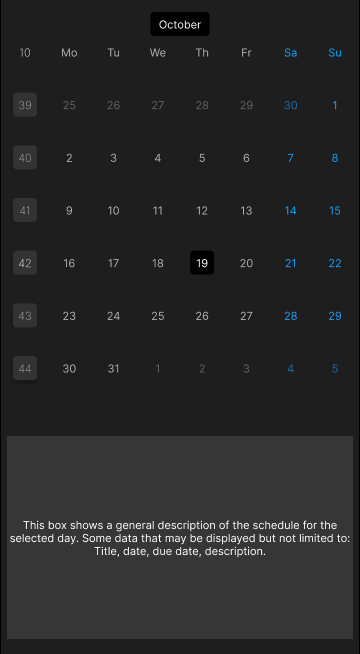 October
10 Mo Tu We Th Fr Sa Su
39 25 26 27 28 29 30 1
40 2 3 4 5 6 7 8
41 9 10 11 12 13 14 15
42 16 17 18 19 20 21 22
43 23 24 25 26 27 28 29
44 30 31 1 2 3 4 5
This box shows a general description of the schedule for the
selected day. Some data that may be displayed but not limited to:
Title, date, due date, description.